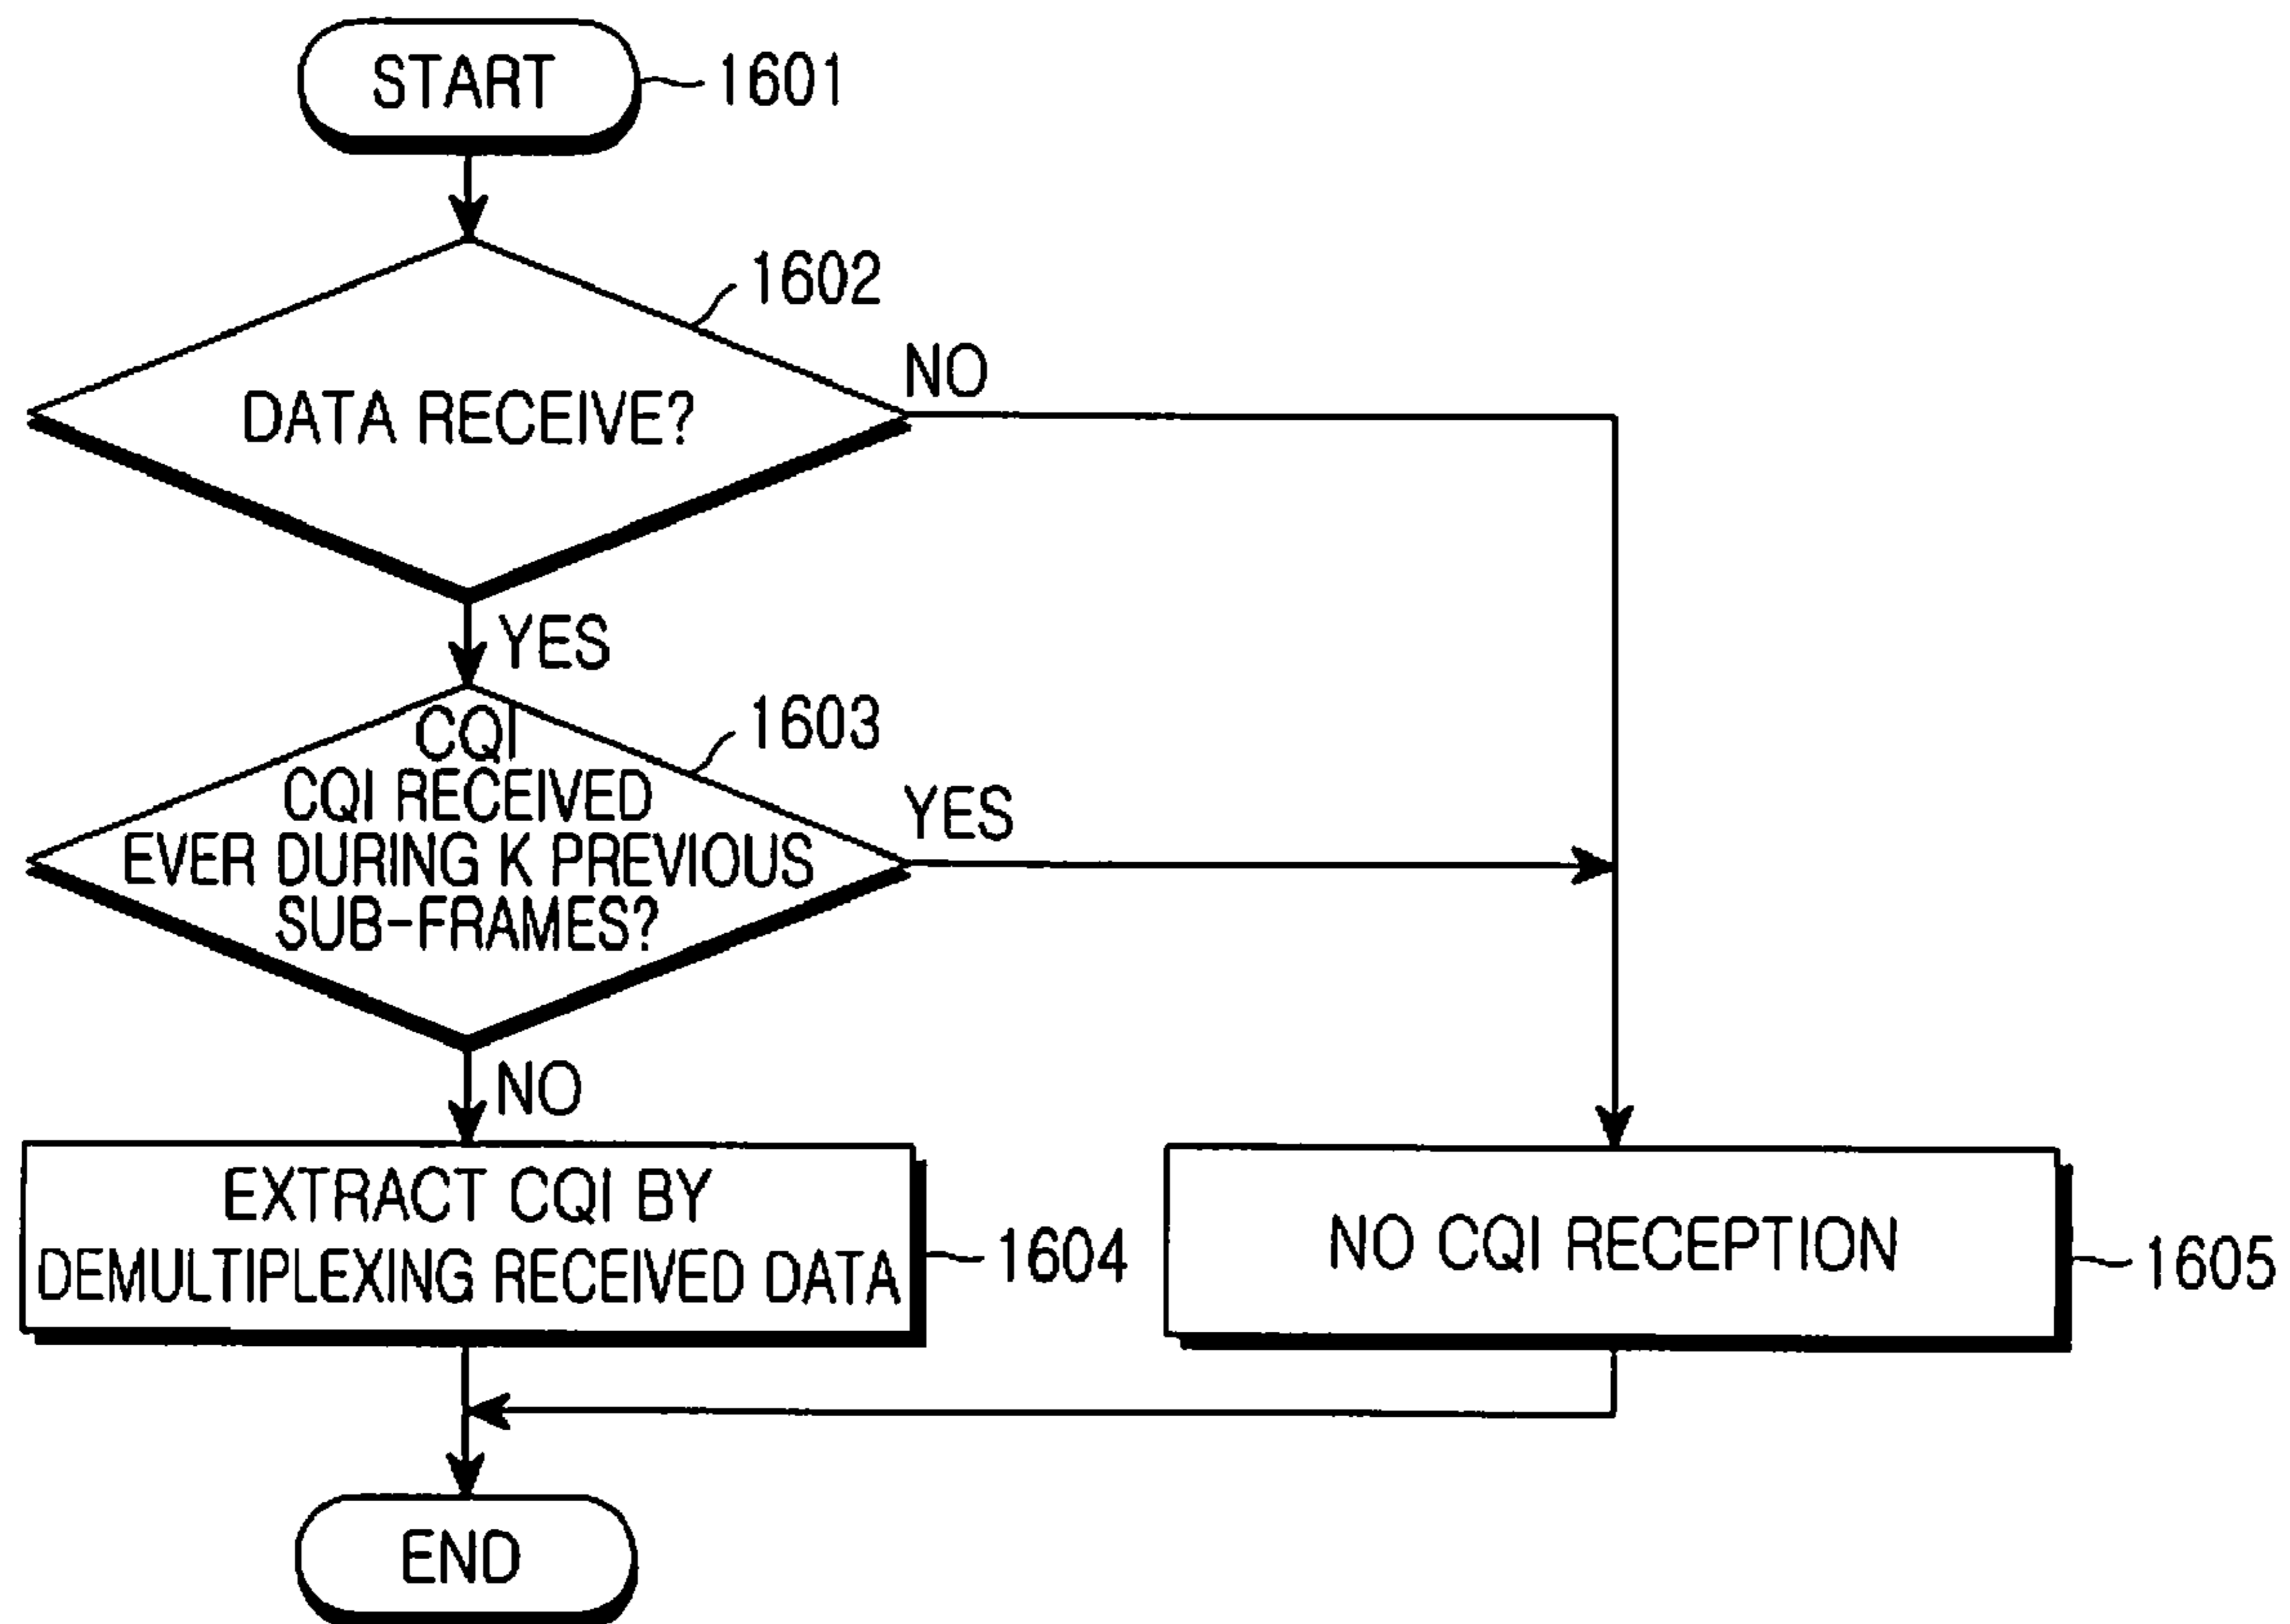 START
1601
1602
DATA RECEIVE?
NO
YES
1603
CQI
CQI RECEIVED
EVER DURING K PREVIOUS
SUB-FRAMES?
YES
NO
EXTRACT CQI BY
DEMULTIPLEXING RECEIVED DATA
1604
NO CQI RECEPTION
1605
END